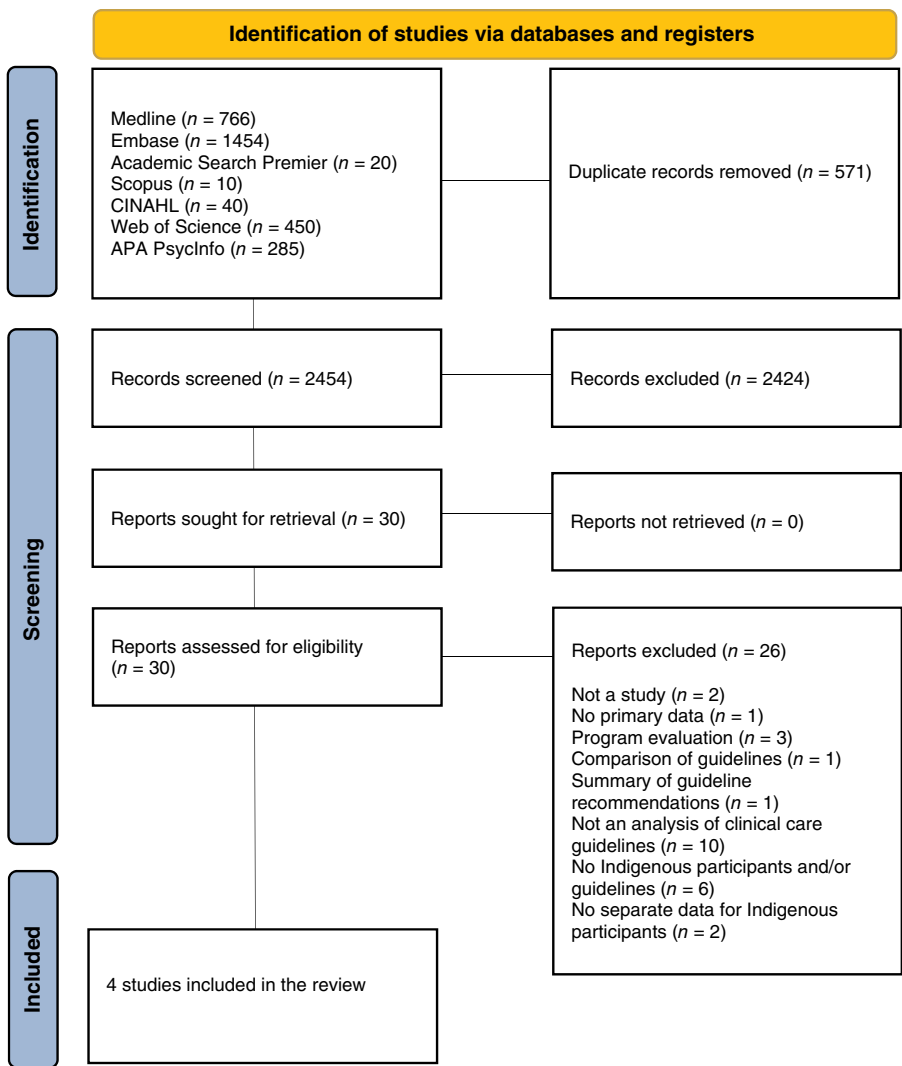 Identification of studies via databases and registers
Identification
Medline (n = 766)
Embase (n = 1454)
Academic Search Premier (n = 20)
Scopus (n = 10)
CINAHL (n = 40)
Web of Science (n = 450)
APA PsycInfo (n = 285)
Duplicate records removed (n = 571)
Screening
Records screened (n = 2454)
Records excluded (n = 2424)
Reports sought for retrieval (n = 30)
Reports not retrieved (n = 0)
Reports assessed for eligibility
(n = 30)
Reports excluded (n = 26)
Not a study (n = 2)
No primary data (n = 1)
Program evaluation (n = 3)
Comparison of guidelines (n = 1)
Summary of guideline
recommendations (n = 1)
Not an analysis of clinical care
guidelines (n = 10)
No Indigenous participants and/or
guidelines (n = 6)
No separate data for Indigenous
participants (n = 2)
Included
4 studies included in the review